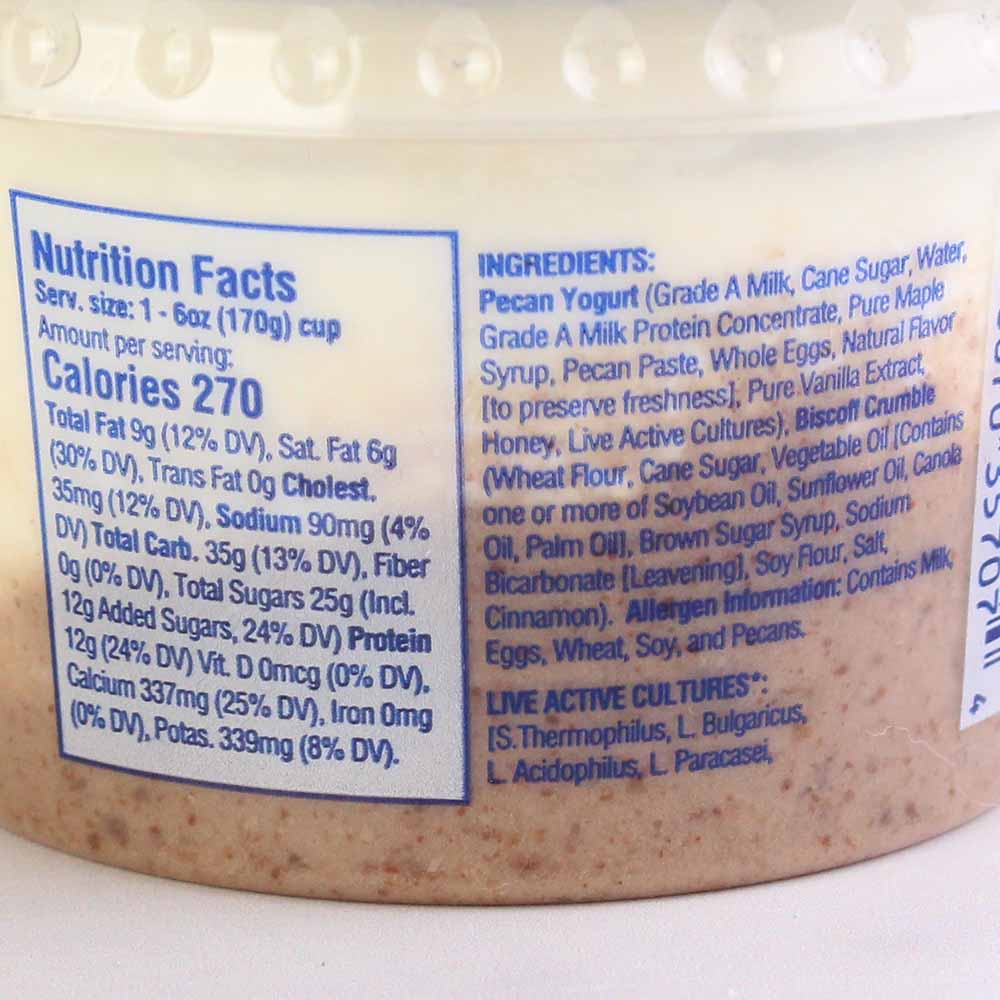 Nutrition Facts
Serv. size: 1 - 6oz (170g) cup
Amount per serving:
Calories 270
Total Fat 9g (12% DV), Sat. Fat 6g
(30% DV), Trans Fat 0g Cholest.
35mg (12% DV), Sodium 90mg (4%
DV) Total Carb. 35g (13% DV), Fiber
0g (0% DV), Total Sugars 25g (Incl.
12g Added Sugars, 24% DV) Protein
12g (24% DV) Vit. D 0mcg (0% DV),
Calcium 337mg (25% DV), Iron 0mg
(0% DV), Potas. 339mg (8% DV).
INGREDIENTS:
Pecan Yogurt (Grade A Milk, Cane Sugar, Water,
Grade A Milk Protein Concentrate, Pure Maple
Syrup, Pecan Paste, Whole Eggs, Natural Flavor
[to preserve freshness], Pure Vanilla Extract,
Honey, Live Active Cultures), Biscoff Crumble
(Wheat Flour, Cane Sugar, Vegetable Oil [Contains
one or more of Soybean Oil, Sunflower Oil, Canola
Oil, Palm Oil], Brown Sugar Syrup, Sodium
Bicarbonate [Leavening], Soy Flour, Salt,
Cinnamon). Allergen Information: Contains Milk,
Eggs, Wheat, Soy, and Pecans.
LIVE ACTIVE CULTURES*:
[S.Thermophilus, L. Bulgaricus,
L. Acidophilus, L. Paracasei,
4